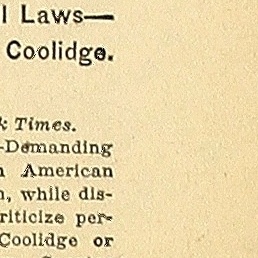 l Laws—
Coolidge.
k Times.
-Demanding
American
n, while dis-
riticize per-
Coolidge or